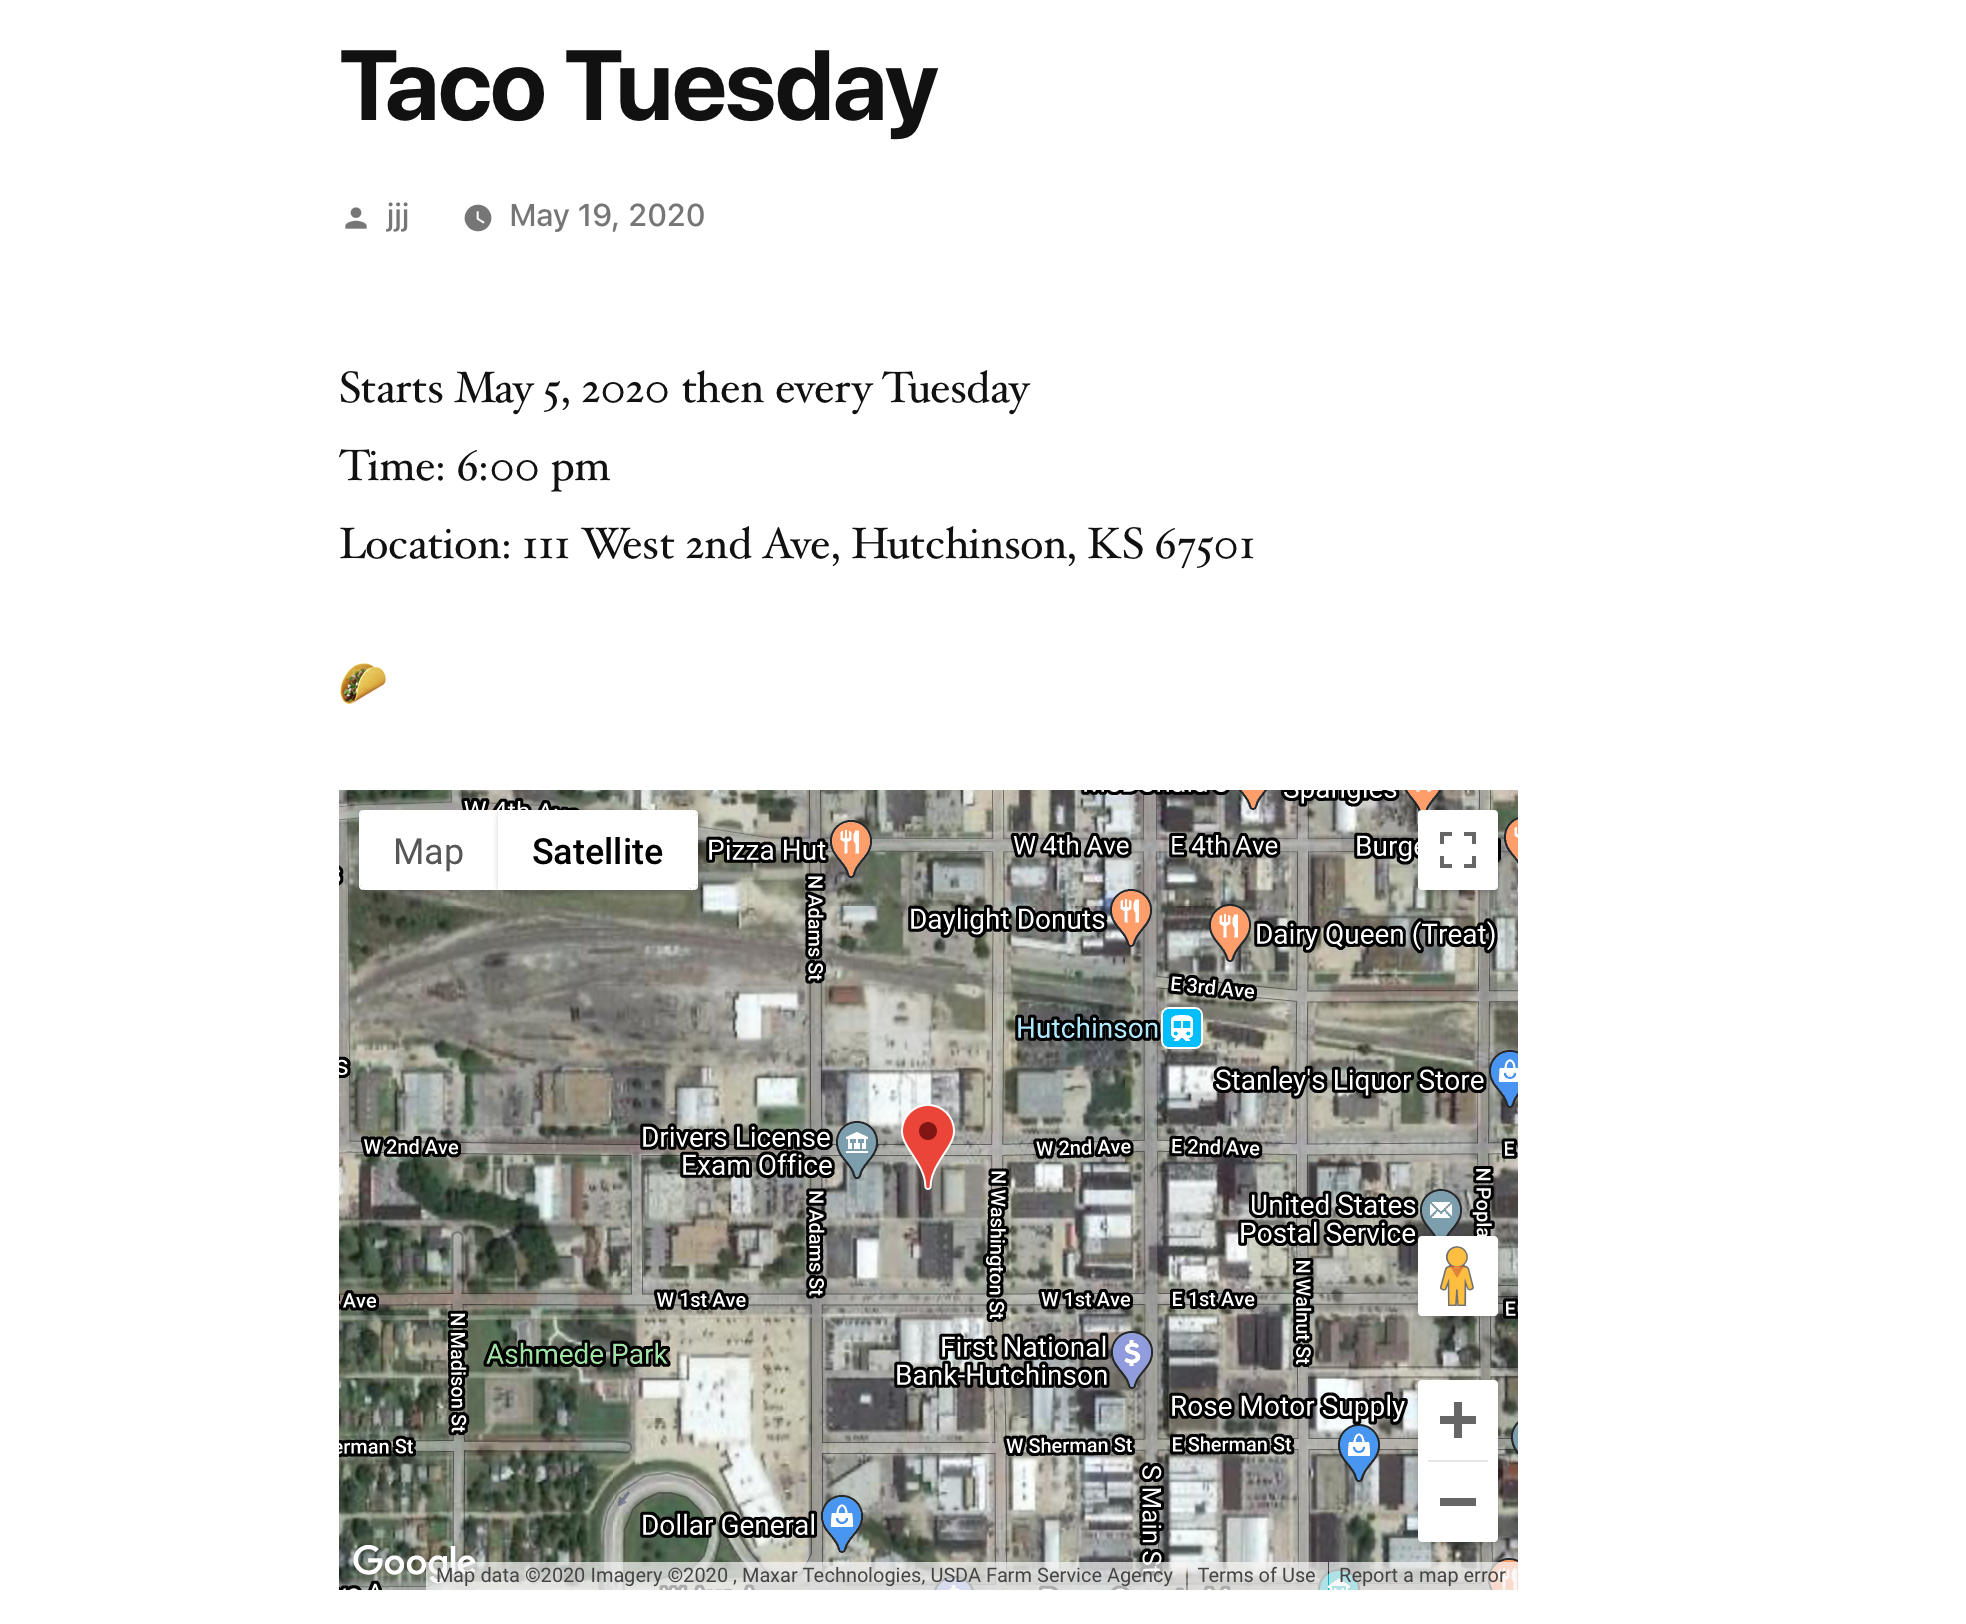 Taco Tuesday
jjj May 19, 2020
Starts May 5, 2020 then every Tuesday
Time: 6:00 pm
Location: 111 West 2nd Ave, Hutchinson, KS 67501
Spangles
W 4th Ave
Map Satellite
Pizza Hut
W 4th Ave
E 4th Ave
N Adams St
Daylight Donuts
Dairy Queen (Treat)
E 3rd Ave
Hutchinson
Stanley's Liquor Store
Drivers License
Exam Office
W 2nd Ave
W 2nd Ave
E 2nd Ave
N Adams St
N Washington St
United States
Postal Service
Ave
W 1st Ave
W 1st Ave
E 1st Ave
N Walnut St
N Madison St
Ashmede Park
First National
Bank-Hutchinson
Rose Motor Supply
erman St
W Sherman St
E Sherman St
S Main St
Dollar General
Google
Map data ©2020 Imagery ©2020 , Maxar Technologies, USDA Farm Service Agency
Terms of Use
Report a map error